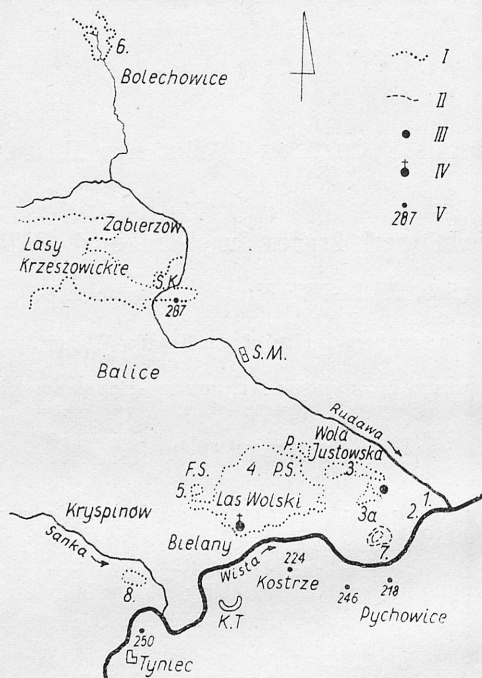 6.
Bolechowice
I
II
III
IV
287 V
Zabierzów
Lasy
Krzeszowickie
S.K.
287
S.M.
Balice
Rudawa
Wola
Justowska
P.
F.S.
4.
P.S.
3.
5.
Las Wolski
1.
2.
3a
Kryspinów
Bielany
7.
Sanka
Wisła
224
Kostrze
8.
K.T
246
218
Pychowice
250
Tyniec